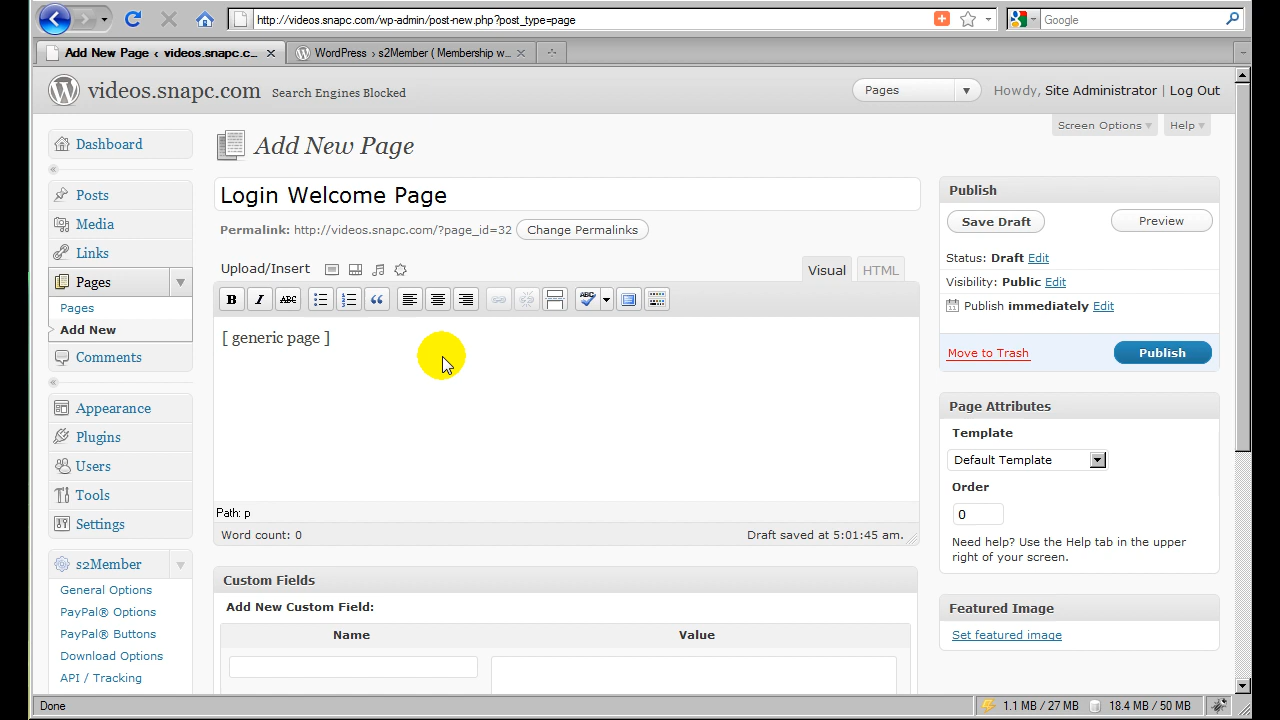 http://videos.snapc.com/wp-admin/post-new.php?post_type=page
Google
Add New Page ‹ videos.snapc.c...
WordPress › s2Member ( Membership w...
videos.snapc.com
Search Engines Blocked
Pages
Howdy, Site Administrator | Log Out
Screen Options
Help
Add New Page
Dashboard
Posts
Media
Links
Pages
Pages
Add New
Comments
Appearance
Plugins
Users
Tools
Settings
s2Member
General Options
PayPal® Options
PayPal® Buttons
Download Options
API / Tracking
Login Welcome Page
Permalink: http://videos.snapc.com/?page_id=32
Change Permalinks
Upload/Insert
Visual
HTML
B
I
ABC
ABC
[ generic page ]
Path: p
Word count: 0
Draft saved at 5:01:45 am.
Custom Fields
Add New Custom Field:
Name
Value
Publish
Save Draft
Preview
Status: Draft Edit
Visibility: Public Edit
Publish immediately Edit
Move to Trash
Publish
Page Attributes
Template
Default Template
Order
0
Need help? Use the Help tab in the upper
right of your screen.
Featured Image
Set featured image
Done
1.1 MB / 27 MB
18.4 MB / 50 MB